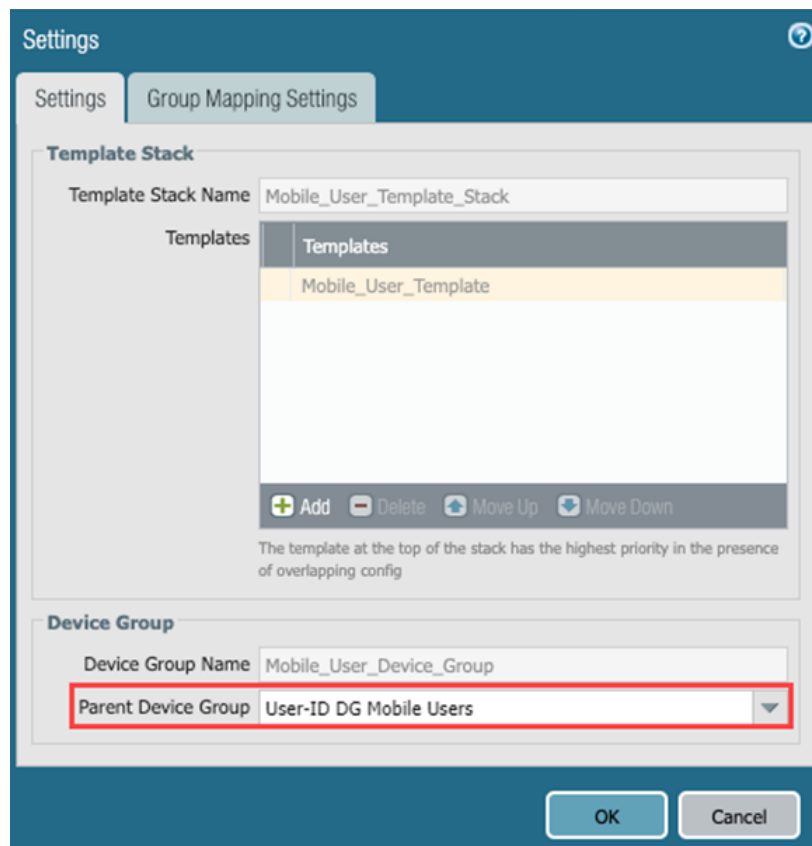 Settings
Settings Group Mapping Settings
Template Stack
Template Stack Name Mobile_User_Template_Stack
Templates Templates
Mobile_User_Template
Add Delete Move Up Move Down
The template at the top of the stack has the highest priority in the presence
of overlapping config
Device Group
Device Group Name Mobile_User_Device_Group
Parent Device Group User-ID DG Mobile Users
OK Cancel